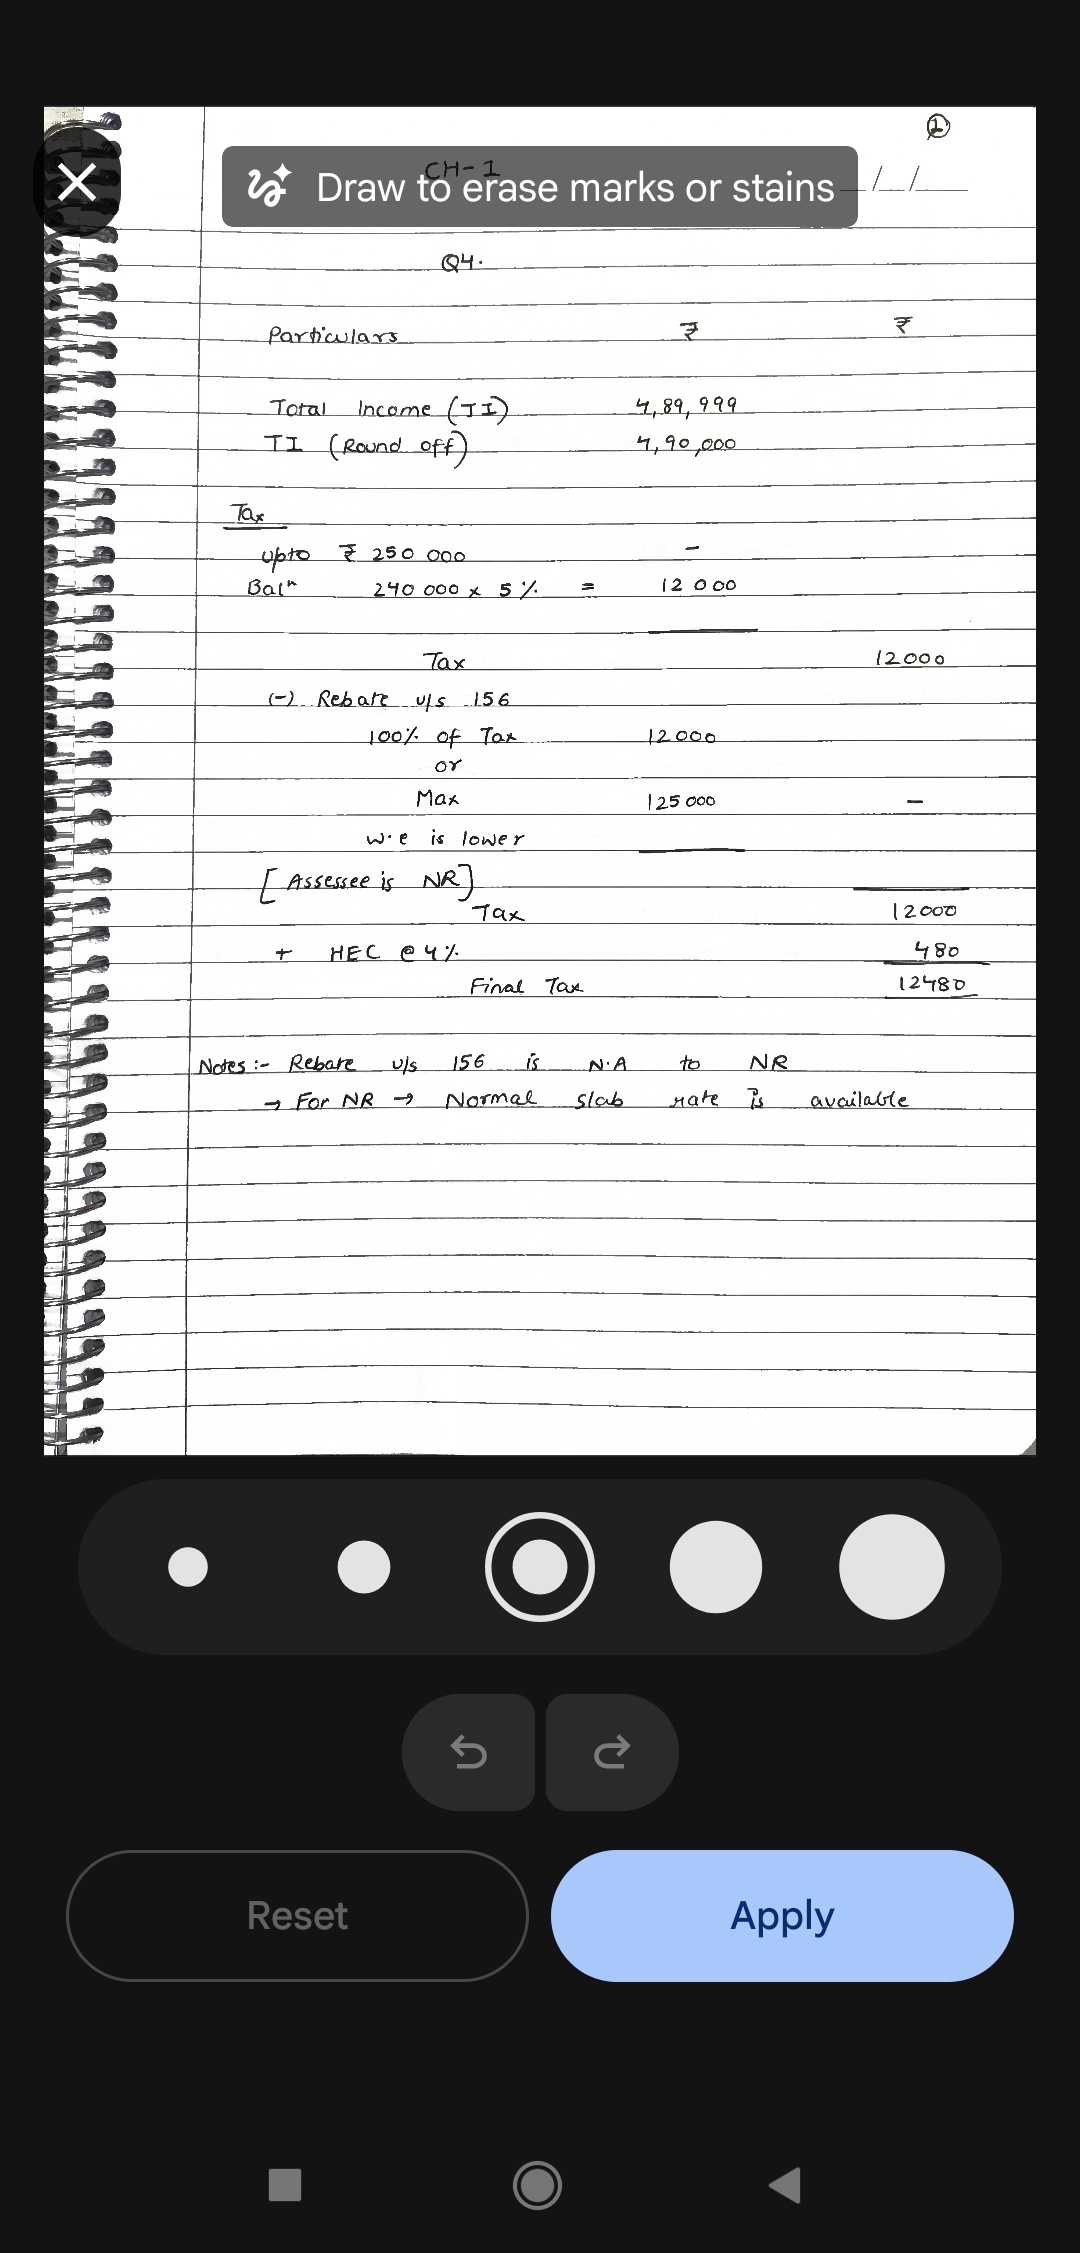 ②
CH-1
Draw to erase marks or stains
_/_/__
Q4.
Particulars ₹ ₹
Total Income (TI) 4,89,999
TI (Round off) 4,90,000
Tax
upto ₹ 250 000 -
Balⁿ 240 000 x 5% = 12 000
Tax 12000
(-) Rebate u/s 156
100% of Tax 12000
or
Max 125000 -
w.e is lower
[Assessee is NR]
Tax 12000
+ HEC @ 4% 480
Final Tax 12480
Notes :- Rebate u/s 156 is N.A to NR
→ For NR → Normal slab rate is available
Reset
Apply